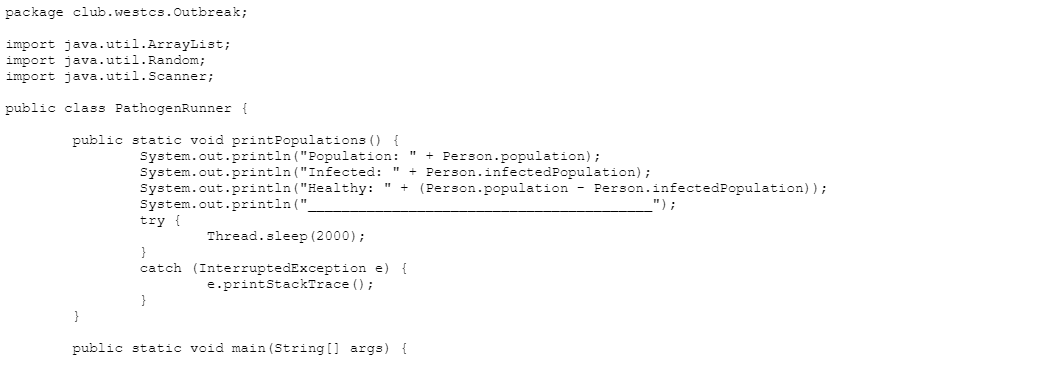 package club.westcs.Outbreak;

import java.util.ArrayList;
import java.util.Random;
import java.util.Scanner;

public class PathogenRunner {

        public static void printPopulations() {
                System.out.println("Population: " + Person.population);
                System.out.println("Infected: " + Person.infectedPopulation);
                System.out.println("Healthy: " + (Person.population - Person.infectedPopulation));
                System.out.println("_________________________________________");
                try {
                        Thread.sleep(2000);
                }
                catch (InterruptedException e) {
                        e.printStackTrace();
                }
        }

        public static void main(String[] args) {